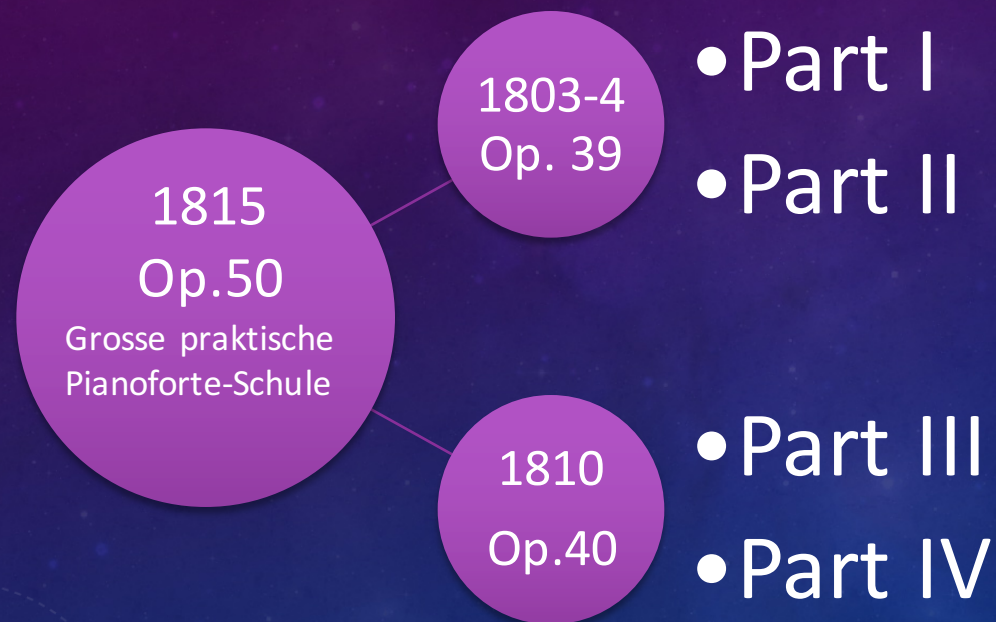 1815
Op.50
Grosse praktische
Pianoforte-Schule
1803-4
Op. 39
•Part I
•Part II
1810
Op.40
•Part III
•Part IV